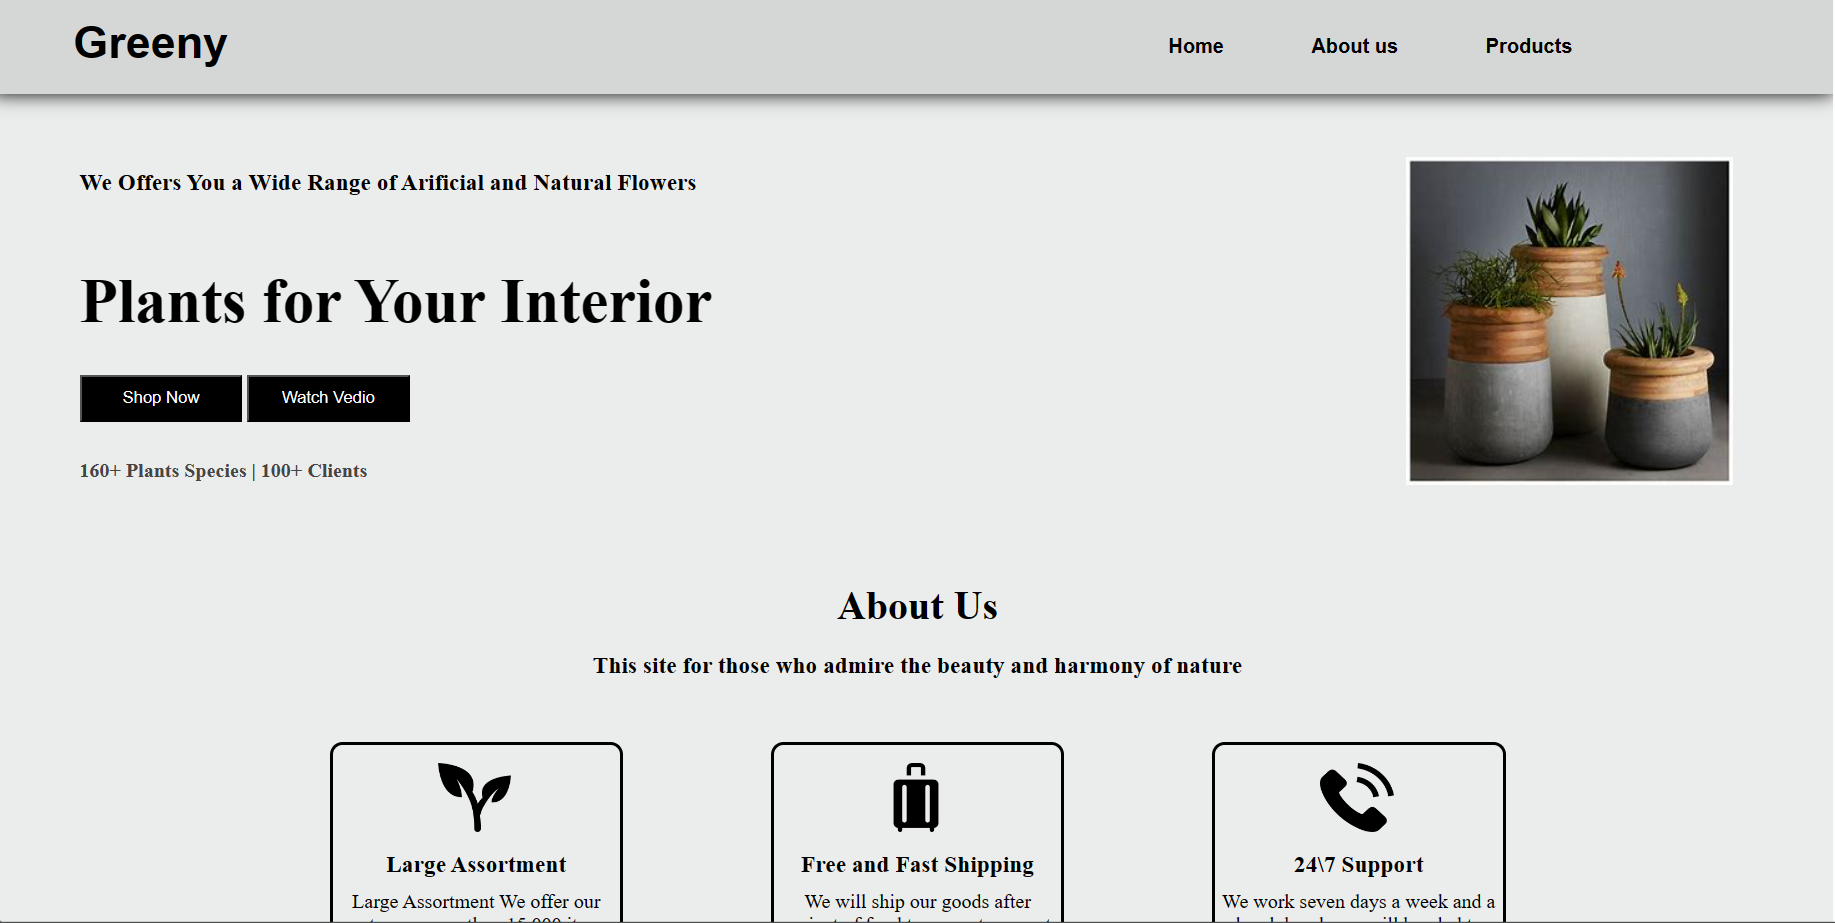 Greeny
Home About us Products
We Offers You a Wide Range of Arificial and Natural Flowers
Plants for Your Interior
Shop Now Watch Vedio
160+ Plants Species | 100+ Clients
About Us
This site for those who admire the beauty and harmony of nature
Large Assortment
Large Assortment We offer our
Free and Fast Shipping
We will ship our goods after
24\7 Support
We work seven days a week and a